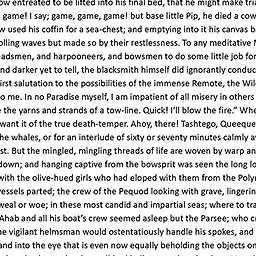 ow entreated to be lifted into his final bed, that he might make tria
game! I say; game, game, game! but base little Pip, he died a cow
w used his coffin for a sea-chest; and emptying into it his canvas b
olling waves but made so by their restlessness. To any meditative M
eadsmen, and harpooneers, and bowsmen to do some little job for
nd darker yet to tell, the blacksmith himself did ignorantly conduc
irst salutation to the possibilities of the immense Remote, the Wild
o me. In no Paradise myself, I am impatient of all misery in others
the yarns and strands of a tow-line. Quick! I'll blow the fire." Whe
want it of the true death-temper. Ahoy, there! Tashtego, Queeque
he whales, or for an interlude of sixty or seventy minutes calmly aw
st. But the mingled, mingling threads of life are woven by warp an
down; and hanging captive from the bowsprit was seen the long lo
with the olive-hued girls who had eloped with them from the Polyn
vessels parted; the crew of the Pequod looking with grave, lingerin
weal or woe; in these most candid and impartial seas; where to tra
Ahab and all his boat's crew seemed asleep but the Parsee; who cr
he vigilant helmsman would ostentatiously handle his spokes, and
and into the eye that is even now equally beholding the objects on